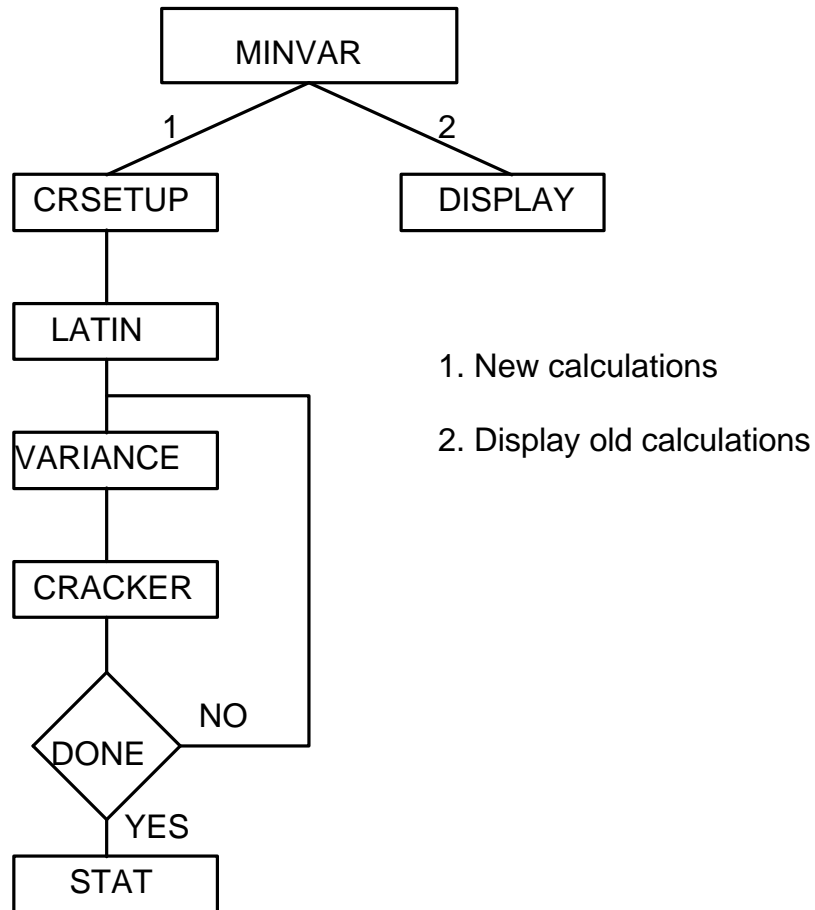 MINVAR
1
2
CRSETUP
DISPLAY
LATIN
1. New calculations
2. Display old calculations
VARIANCE
CRACKER
NO
DONE
YES
STAT